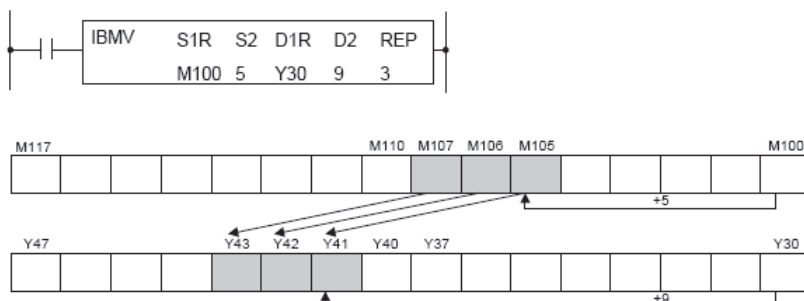 IBMV S1R S2 D1R D2 REP
M100 5 Y30 9 3
M117 M110 M107 M106 M105 M100
+5
Y47 Y43 Y42 Y41 Y40 Y37 Y30
+9